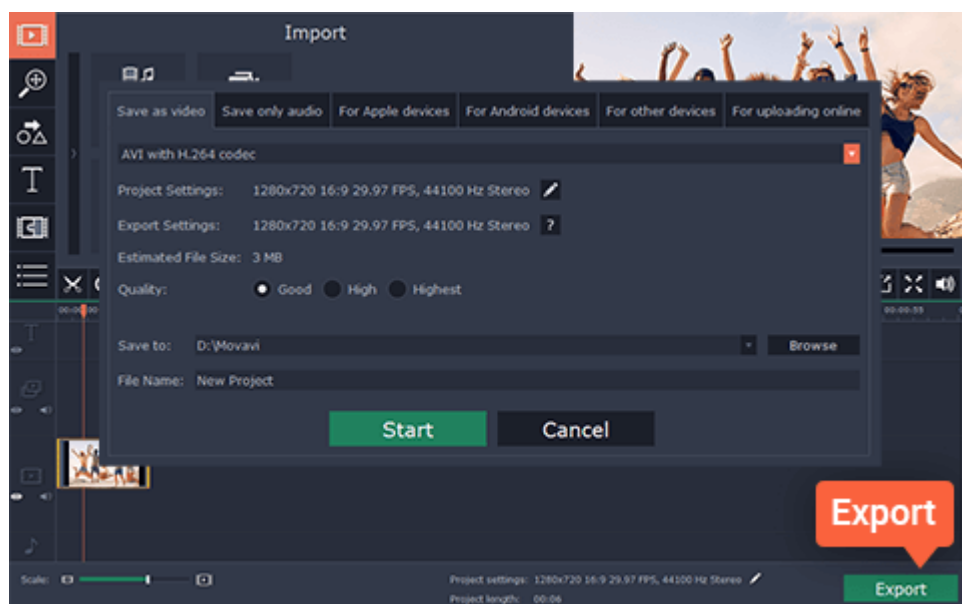 Import
Save as video
Save only audio
For Apple devices
For Android devices
For other devices
For uploading online
AVI with H.264 codec
Project Settings: 1280x720 16:9 29.97 FPS, 44100 Hz Stereo
Export Settings: 1280x720 16:9 29.97 FPS, 44100 Hz Stereo ?
Estimated File Size: 3 MB
Quality: Good High Highest
00:00:55
Save to: D:\Movavi Browse
File Name: New Project
Start Cancel
Export
Scale:
Project settings: 1280x720 16:9 29.97 FPS, 44100 Hz Stereo
Project length: 00:06
Export